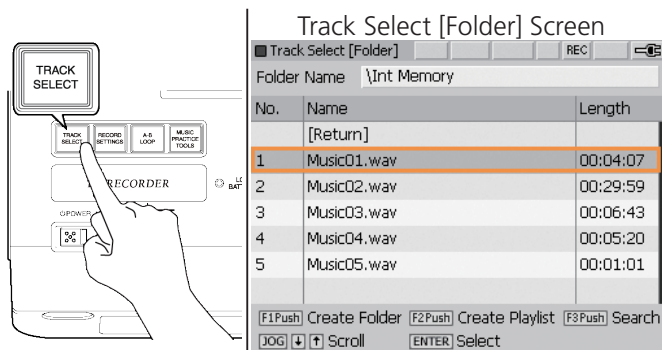 TRACK
SELECT
TRACK
SELECT
RECORD
SETTINGS
A-B
LOOP
MUSIC
PRACTICE
TOOLS
RECORDER
BAT
POWER
Track Select [Folder] Screen
Track Select [Folder] REC
Folder Name \Int Memory
No. Name Length
[Return]
1 Music01.wav 00:04:07
2 Music02.wav 00:29:59
3 Music03.wav 00:06:43
4 Music04.wav 00:05:20
5 Music05.wav 00:01:01
F1Push Create Folder F2Push Create Playlist F3Push Search
JOG ↓ ↑ Scroll ENTER Select